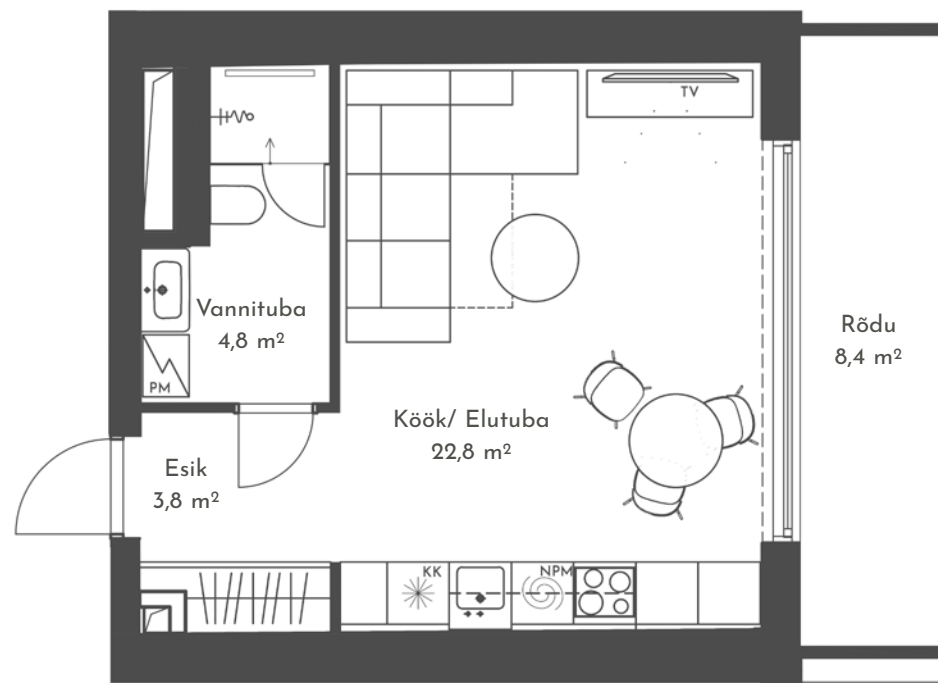 TV
Vannituba
4,8 m²
PM
Rõdu
8,4 m²
Köök/ Elutuba
22,8 m²
Esik
3,8 m²
KK
NPM